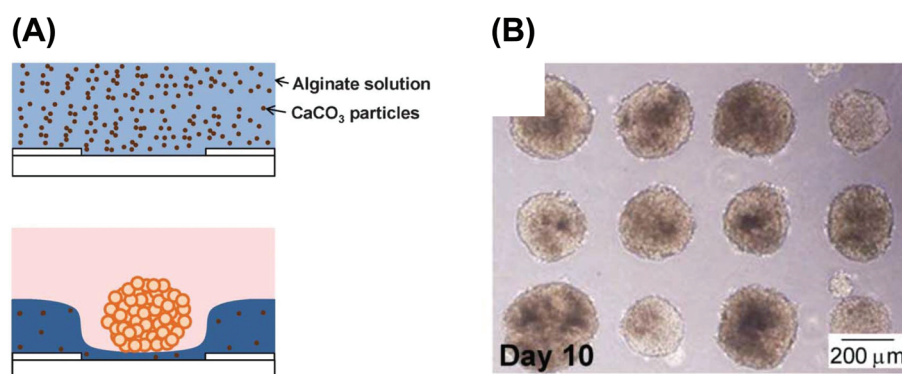 (A)
(B)
Alginate solution
CaCO₃ particles
Day 10
200 μm